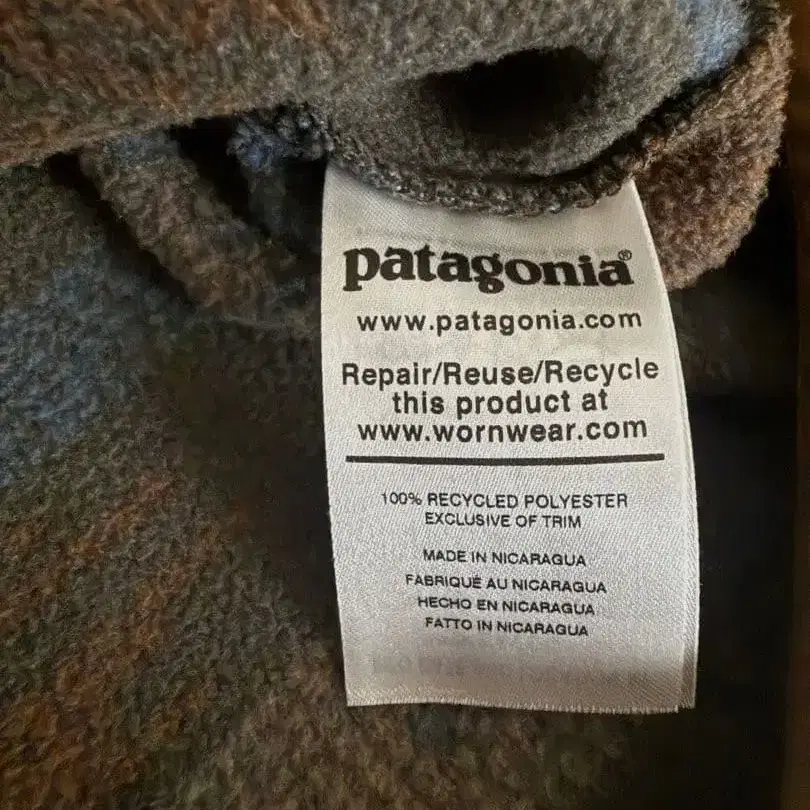 patagonia®
www.patagonia.com
Repair/Reuse/Recycle
this product at
www.wornwear.com
100% RECYCLED POLYESTER
EXCLUSIVE OF TRIM
MADE IN NICARAGUA
FABRIQUÉ AU NICARAGUA
HECHO EN NICARAGUA
FATTO IN NICARAGUA